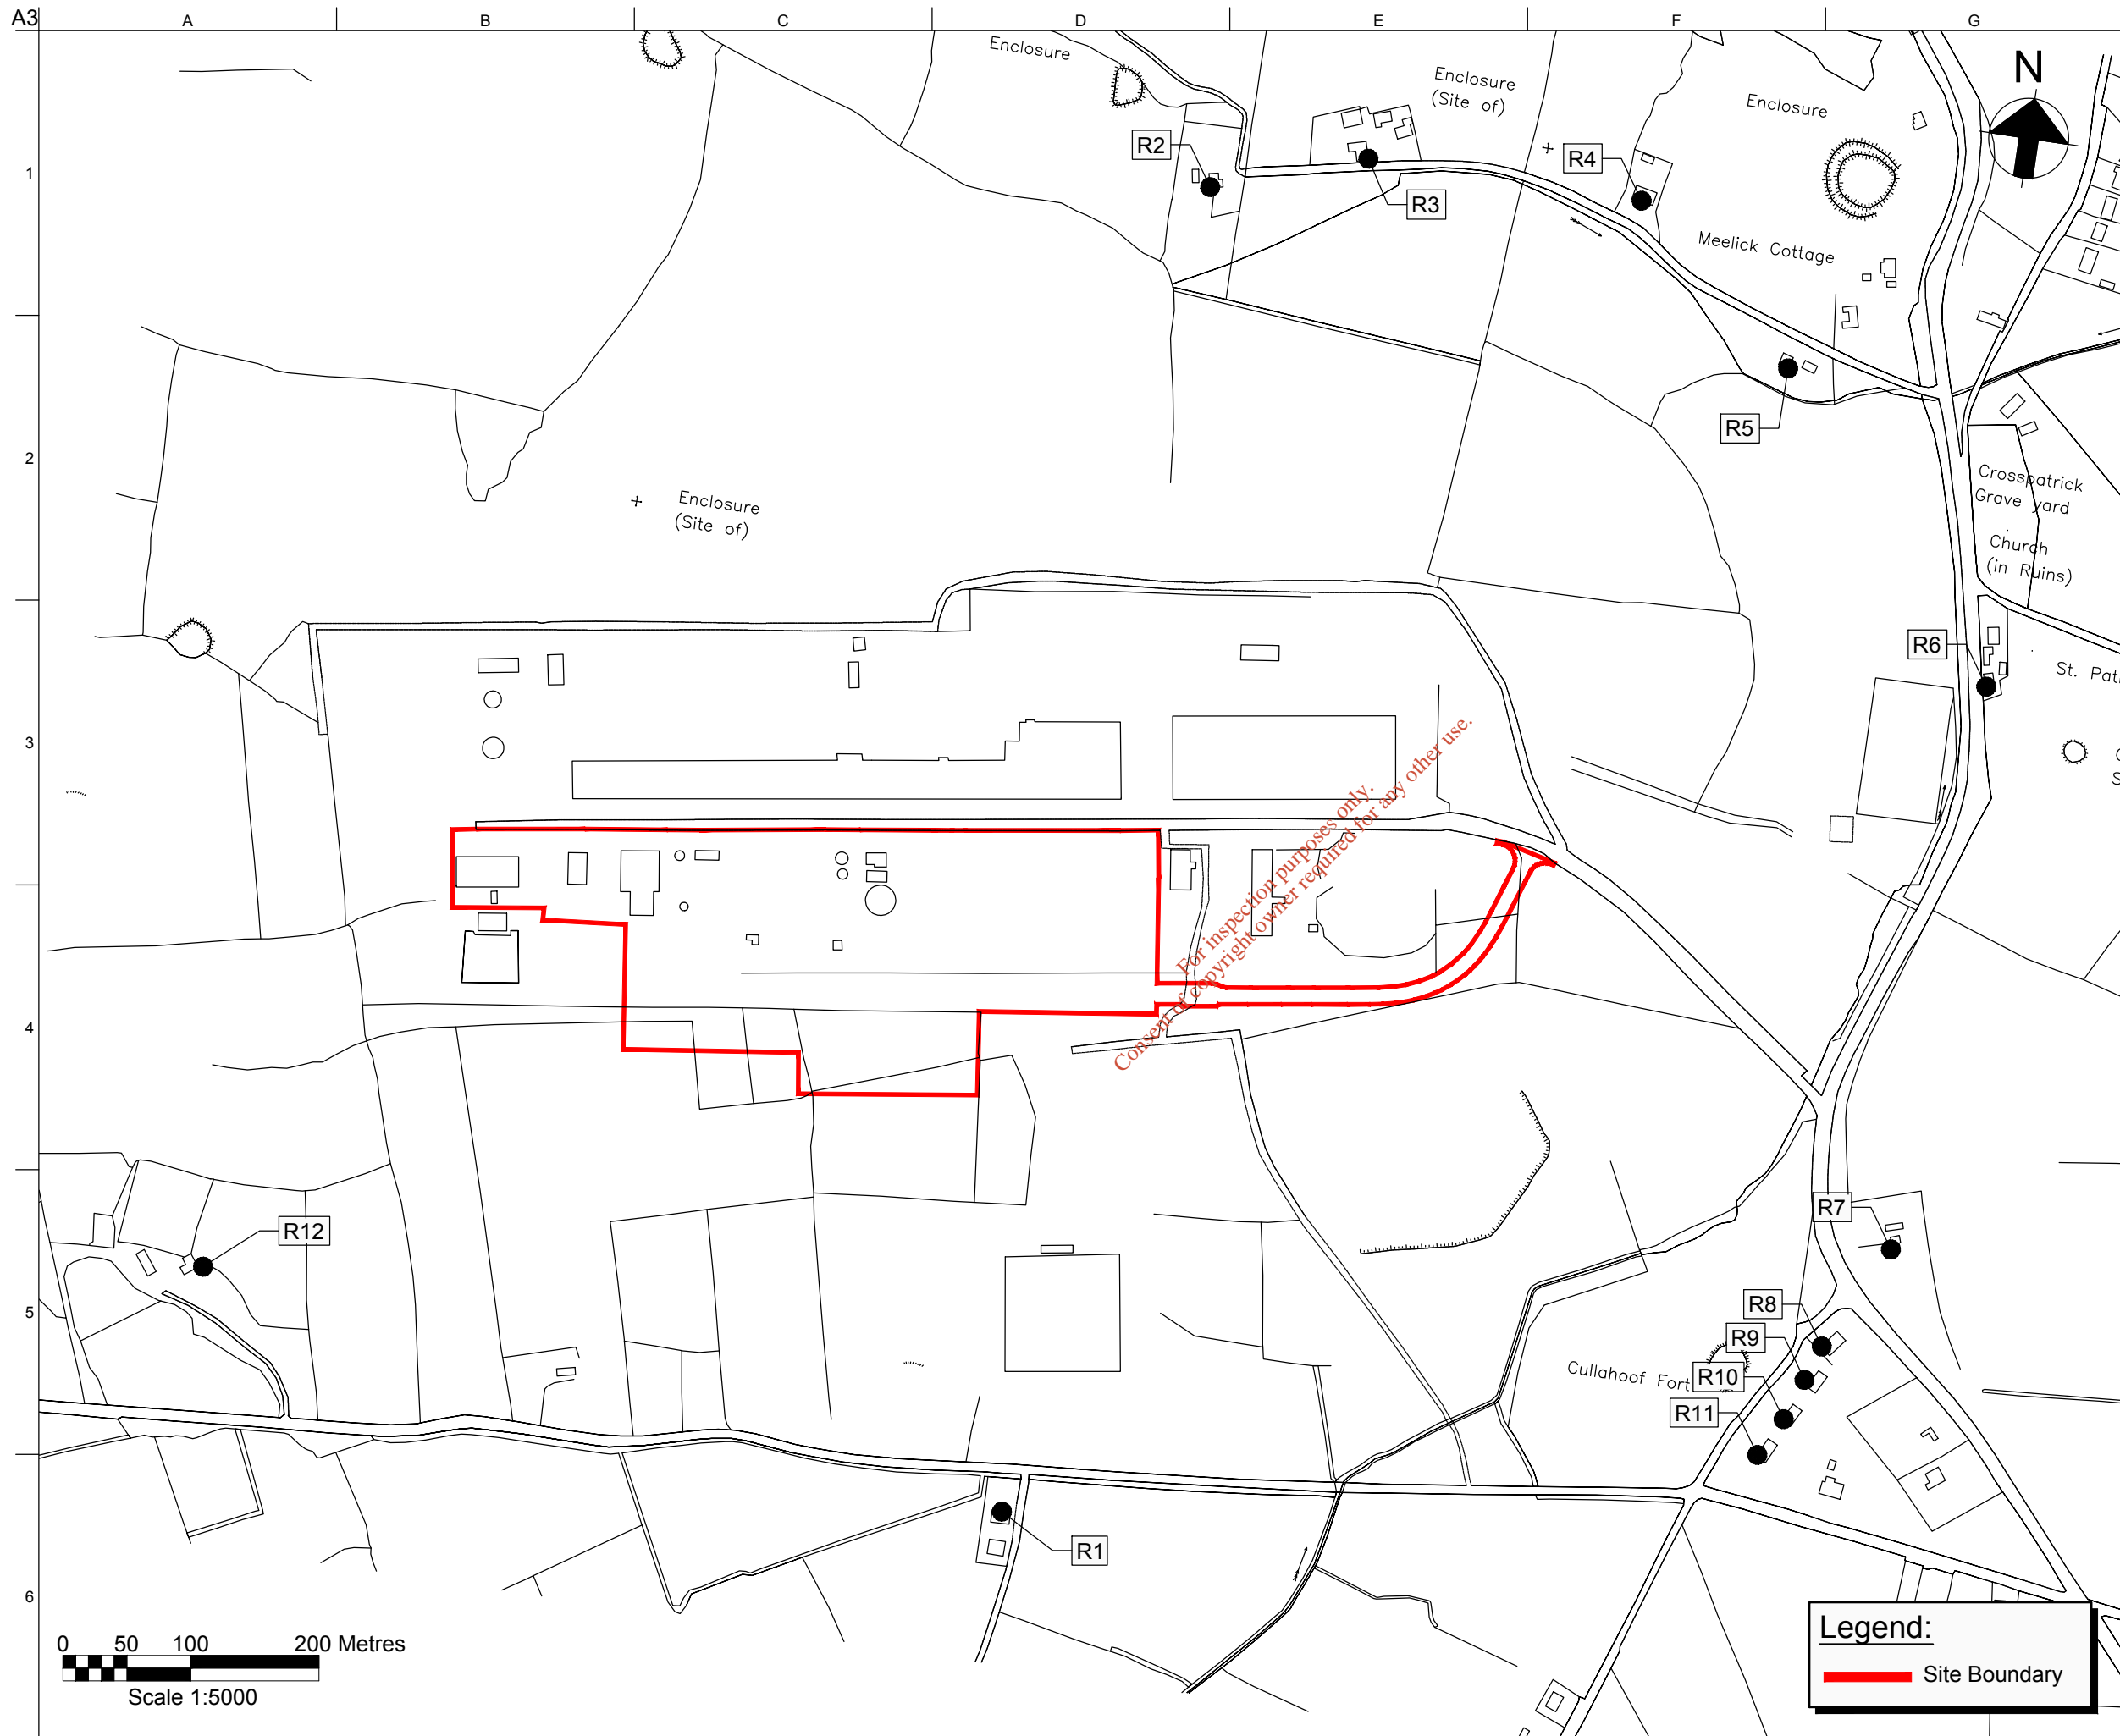 A3
A B C D E F G
Enclosure
Enclosure
(Site of)
Enclosure
N
R2
R4
1
R3
Meelick Cottage
R5
2
Enclosure
(Site of)
Crosspatrick
Grave yard
Church
(in Ruins)
R6
St.
3
For inspection purposes only.
Consent of copyright owner required for any other use.
4
R7
R12
R8
5
R9
Cullahoof Fort
R10
R11
R1
6
0 50 100 200 Metres
Scale 1:5000
Legend:
Site Boundary